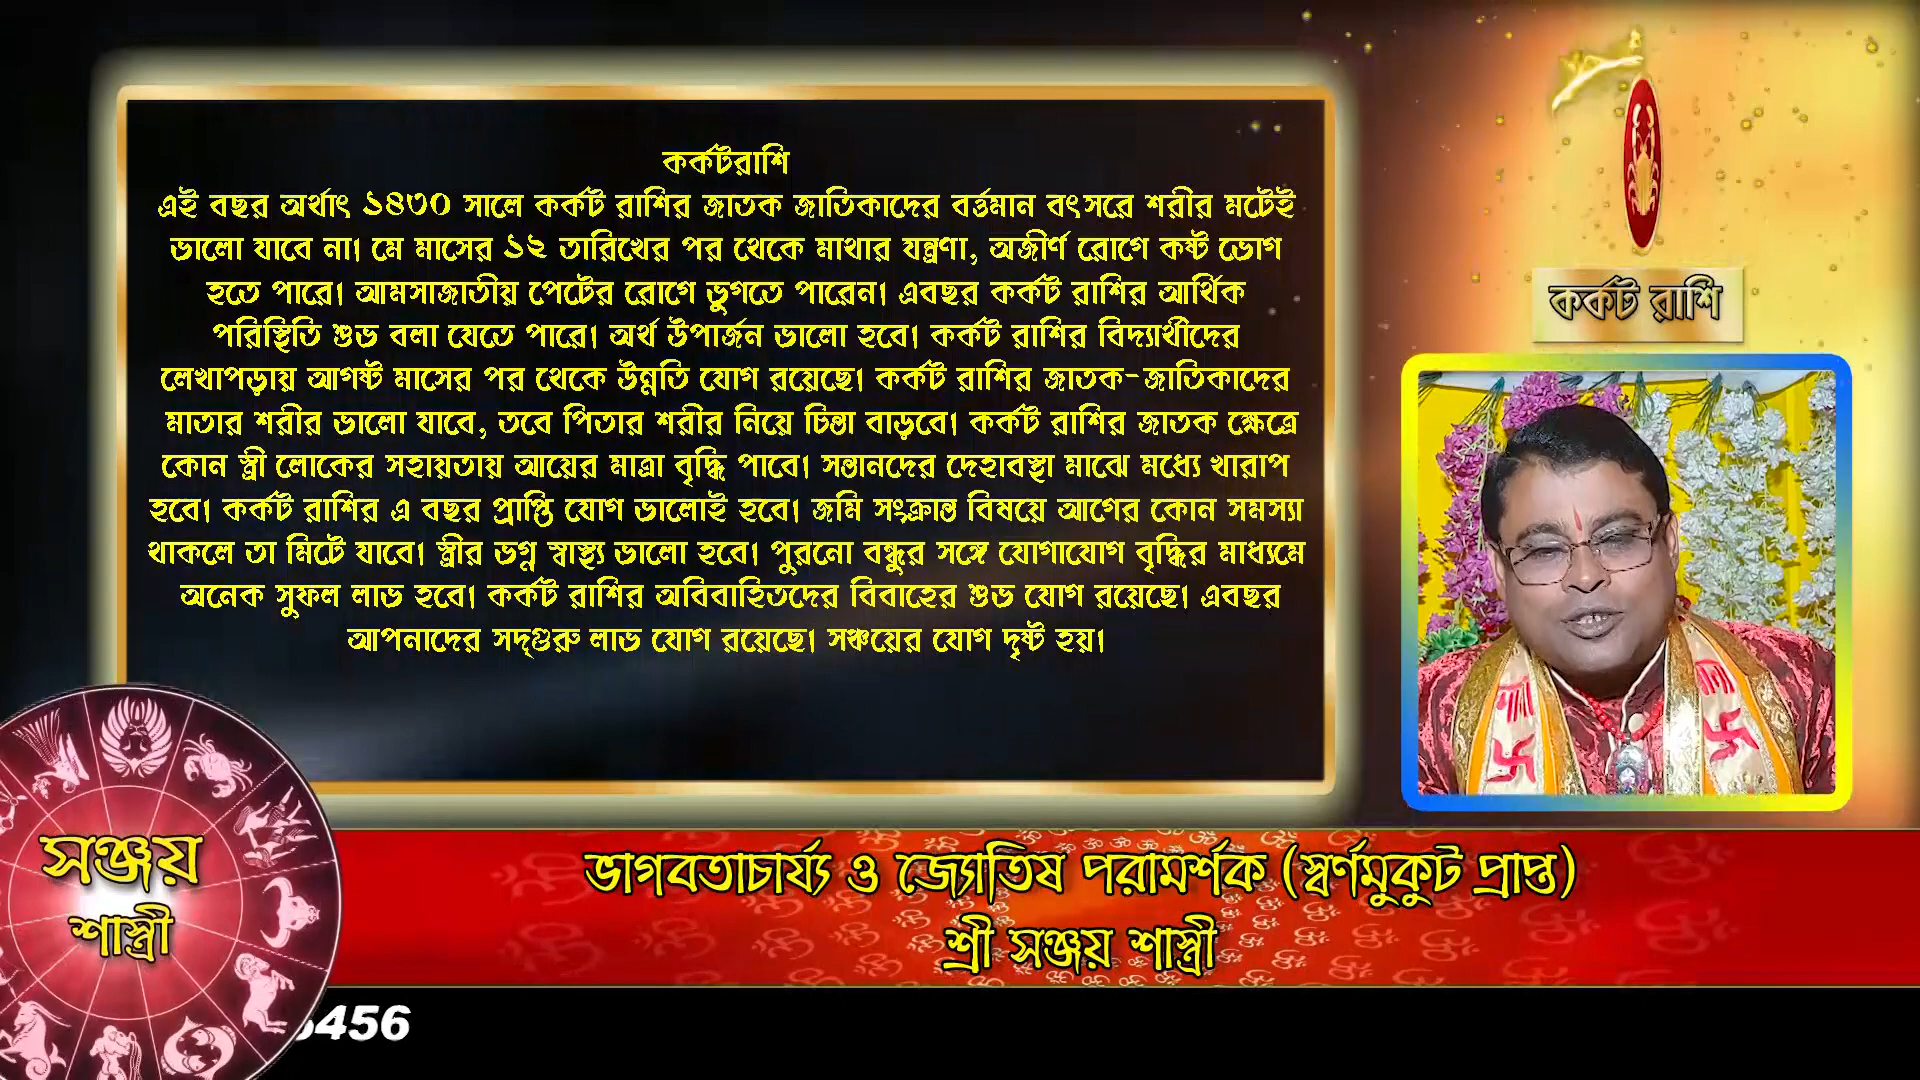 কর্কটরাশি
এই বছর অর্থাৎ ১৪৩০ সালে কর্কট রাশির জাতক জাতিকাদের বর্ত্তমান বৎসরে শরীর মটেই
ভালো যাবে না। মে মাসের ১২ তারিখের পর থেকে মাথার যন্ত্রণা, অজীর্ণ রোগে কষ্ট ভোগ
হতে পারে। আমসাজাতীয় পেটের রোগে ভুগতে পারেন। এবছর কর্কট রাশির আর্থিক
পরিস্থিতি শুভ বলা যেতে পারে। অর্থ উপার্জন ভালো হবে। কর্কট রাশির বিদ্যার্থীদের
লেখাপড়ায় আগষ্ট মাসের পর থেকে উন্নতি যোগ রয়েছে। কর্কট রাশির জাতক-জাতিকাদের
মাতার শরীর ভালো যাবে, তবে পিতার শরীর নিয়ে চিন্তা বাড়বে। কর্কট রাশির জাতক ক্ষেত্রে
কোন স্ত্রী লোকের সহায়তায় আয়ের মাত্রা বৃদ্ধি পাবে। সন্তানদের দেহাবস্থা মাঝে মধ্যে খারাপ
হবে। কর্কট রাশির এ বছর প্রাপ্তি যোগ ভালোই হবে। জমি সংক্রান্ত বিষয়ে আগের কোন সমস্যা
থাকলে তা মিটে যাবে। স্ত্রীর ভগ্ন স্বাস্থ্য ভালো হবে। পুরনো বন্ধুর সঙ্গে যোগাযোগ বৃদ্ধির মাধ্যমে
অনেক সুফল লাভ হবে। কর্কট রাশির অবিবাহিতদের বিবাহের শুভ যোগ রয়েছে। এবছর
আপনাদের সদ্‌গুরু লাভ যোগ রয়েছে। সঞ্চয়ের যোগ দৃষ্ট হয়।
কর্কট রাশি
সঞ্জয়
শাস্ত্রী
ভাগবতাচার্য্য ও জ্যোতিষ পরামর্শক (স্বর্ণমুকুট প্রাপ্ত)
শ্রী সঞ্জয় শাস্ত্রী
456